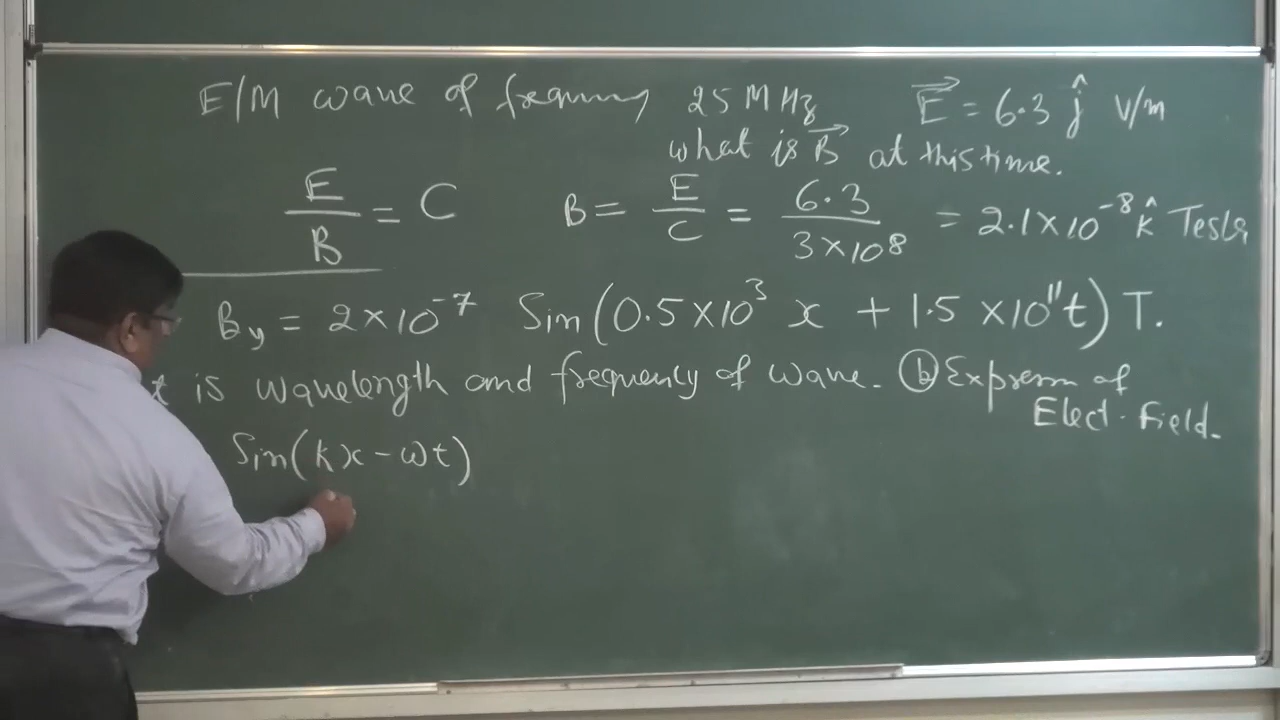 E/M wave of frequency 25 MHz E⃗ = 6.3 ĵ V/m
what is B⃗ at this time.
E/B = C B = E/C = 6.3/3×10⁸ = 2.1×10⁻⁸ k̂ Tesla
By = 2×10⁻⁷ Sin(0.5×10³ x + 1.5×10¹¹t) T.
t is wavelength and frequency of wave. (b) Expressn of
Elect. Field.
Sin(kx - ωt)